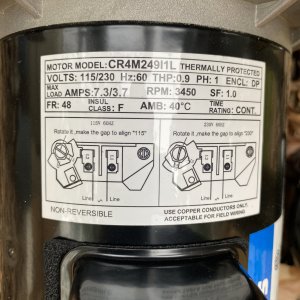 MOTOR MODEL:CR4M249I1L THERMALLY PROTECTED
VOLTS: 115/230 Hz:60 THP:0.9 PH: 1 ENCL: DP
MAX LOAD AMPS:7.3/3.7 RPM: 3450 SF: 1.0
FR: 48 INSUL CLASS: F AMB: 40°C TIME RATING: CONT.
115V 60HZ
230V 60HZ
Rotate it ,make the gap to align "115"
Rotate it ,make the gap to align "230"
Line
Line
Line
Line
NON-REVERSIBLE
USE COPPER CONDUCTORS ONLY.
ACCEPTABLE FOR FIELD WIRING.